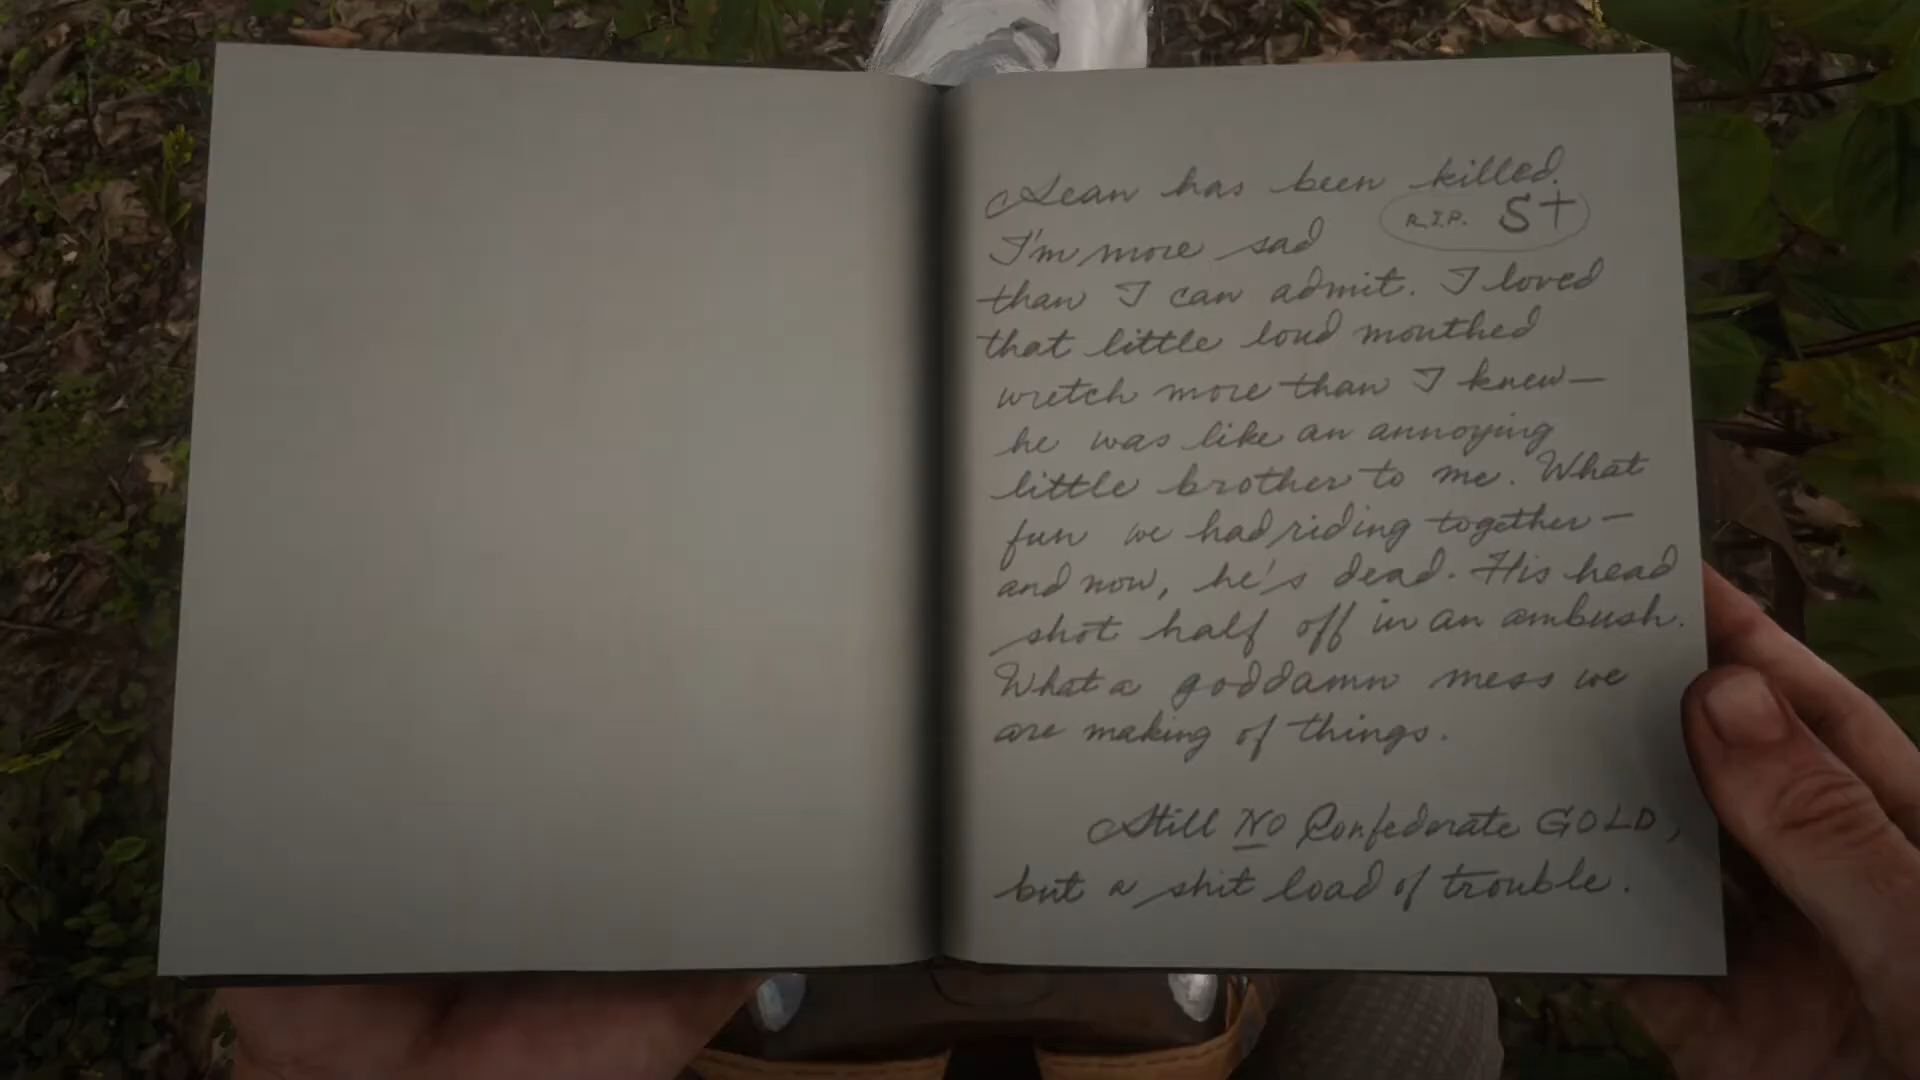 Sean has been killed.
R.I.P. S†
I'm more sad
than I can admit. I loved
that little loud mouthed
wretch more than I knew—
he was like an annoying
little brother to me. What
fun we had riding together—
and now, he's dead. His head
shot half off in an ambush.
What a goddamn mess we
are making of things.
Still NO Confederate GOLD,
but a shit load of trouble.